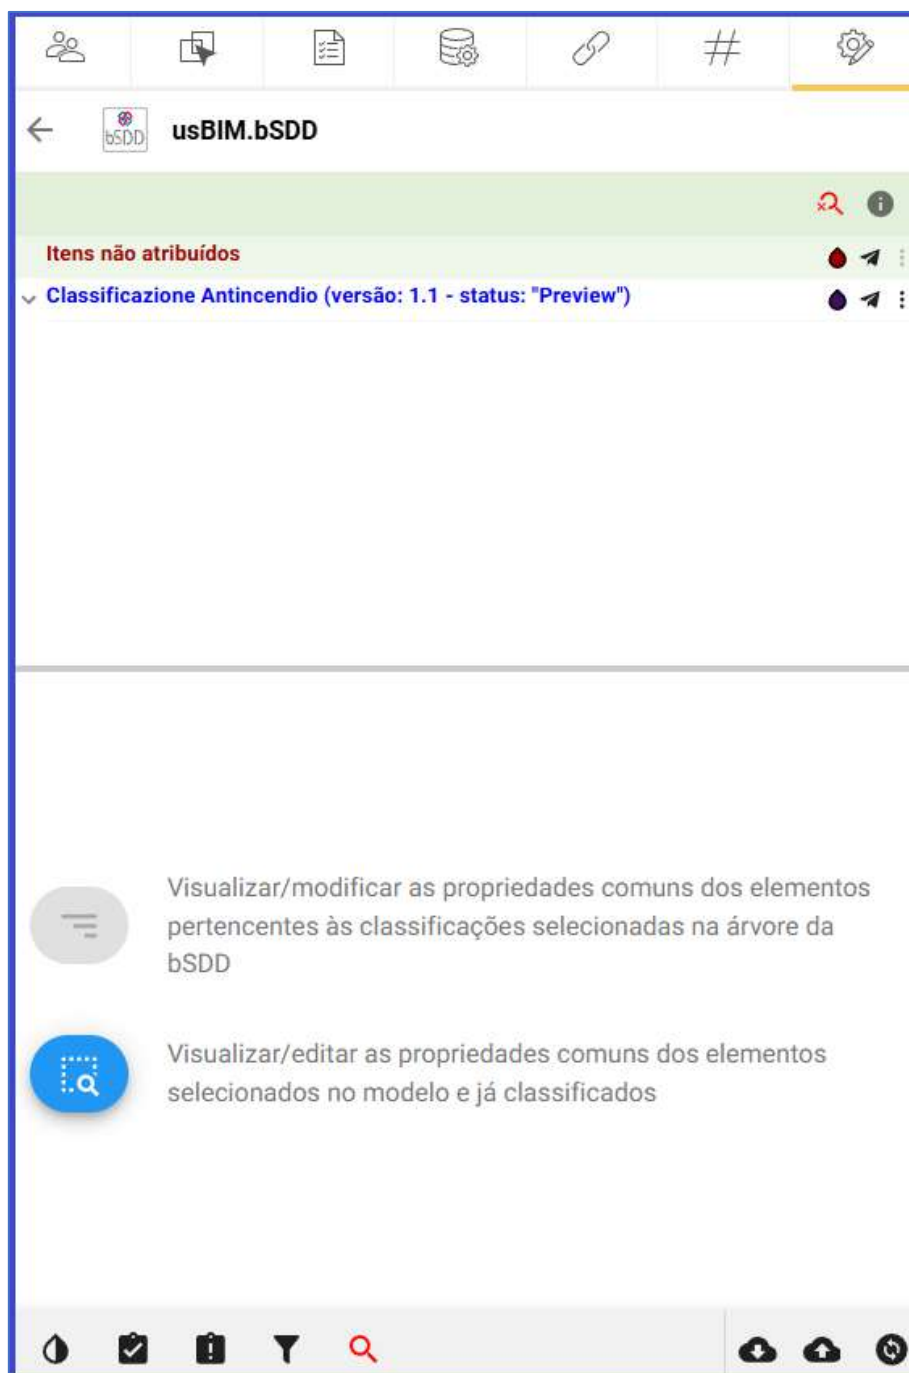 bSDD
usBIM.bSDD
Itens não atribuídos
Classificazione Antincendio (versão: 1.1 - status: "Preview")
Visualizar/modificar as propriedades comuns dos elementos
pertencentes às classificações selecionadas na árvore da
bSDD
Visualizar/editar as propriedades comuns dos elementos
selecionados no modelo e já classificados